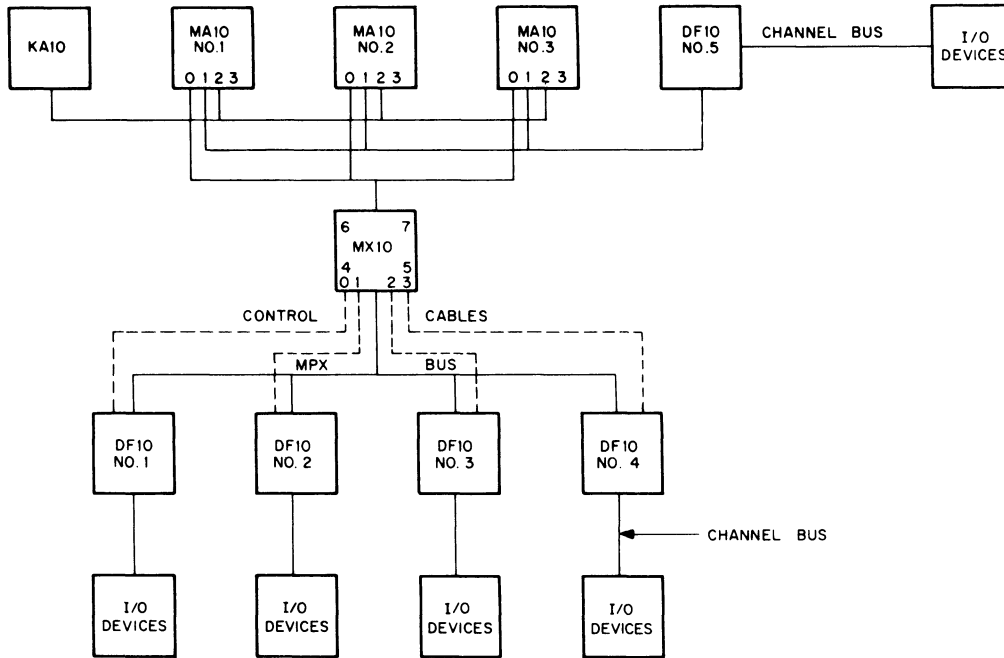 KA10
MA10
NO.1
0 1 2 3
MA10
NO.2
0 1 2 3
MA10
NO.3
0 1 2 3
DF10
NO.5
CHANNEL BUS
I/O
DEVICES
6 7
MX10
4 5
0 1 2 3
CONTROL CABLES
MPX BUS
DF10
NO. 1
DF10
NO. 2
DF10
NO. 3
DF10
NO. 4
CHANNEL BUS
I/O
DEVICES
I/O
DEVICES
I/O
DEVICES
I/O
DEVICES